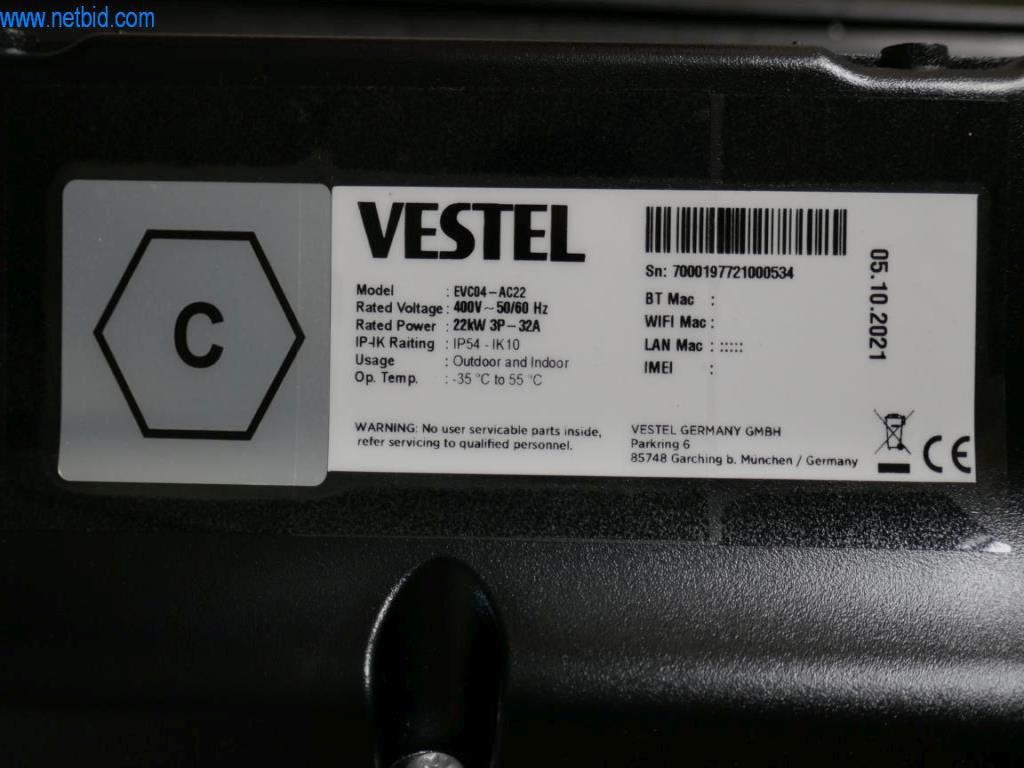 www.netbid.com
C
VESTEL
Model : EVC04-AC22
Rated Voltage : 400V~50/60 Hz
Rated Power : 22kW 3P-32A
IP-IK Raiting : IP54 - IK10
Usage : Outdoor and Indoor
Op. Temp. : -35 °C to 55 °C
WARNING: No user servicable parts inside,
refer servicing to qualified personnel.
Sn: 7000197721000534
BT Mac :
WIFI Mac :
LAN Mac : :::::
IMEI :
VESTEL GERMANY GMBH
Parkring 6
85748 Garching b. München / Germany
05.10.2021
CE